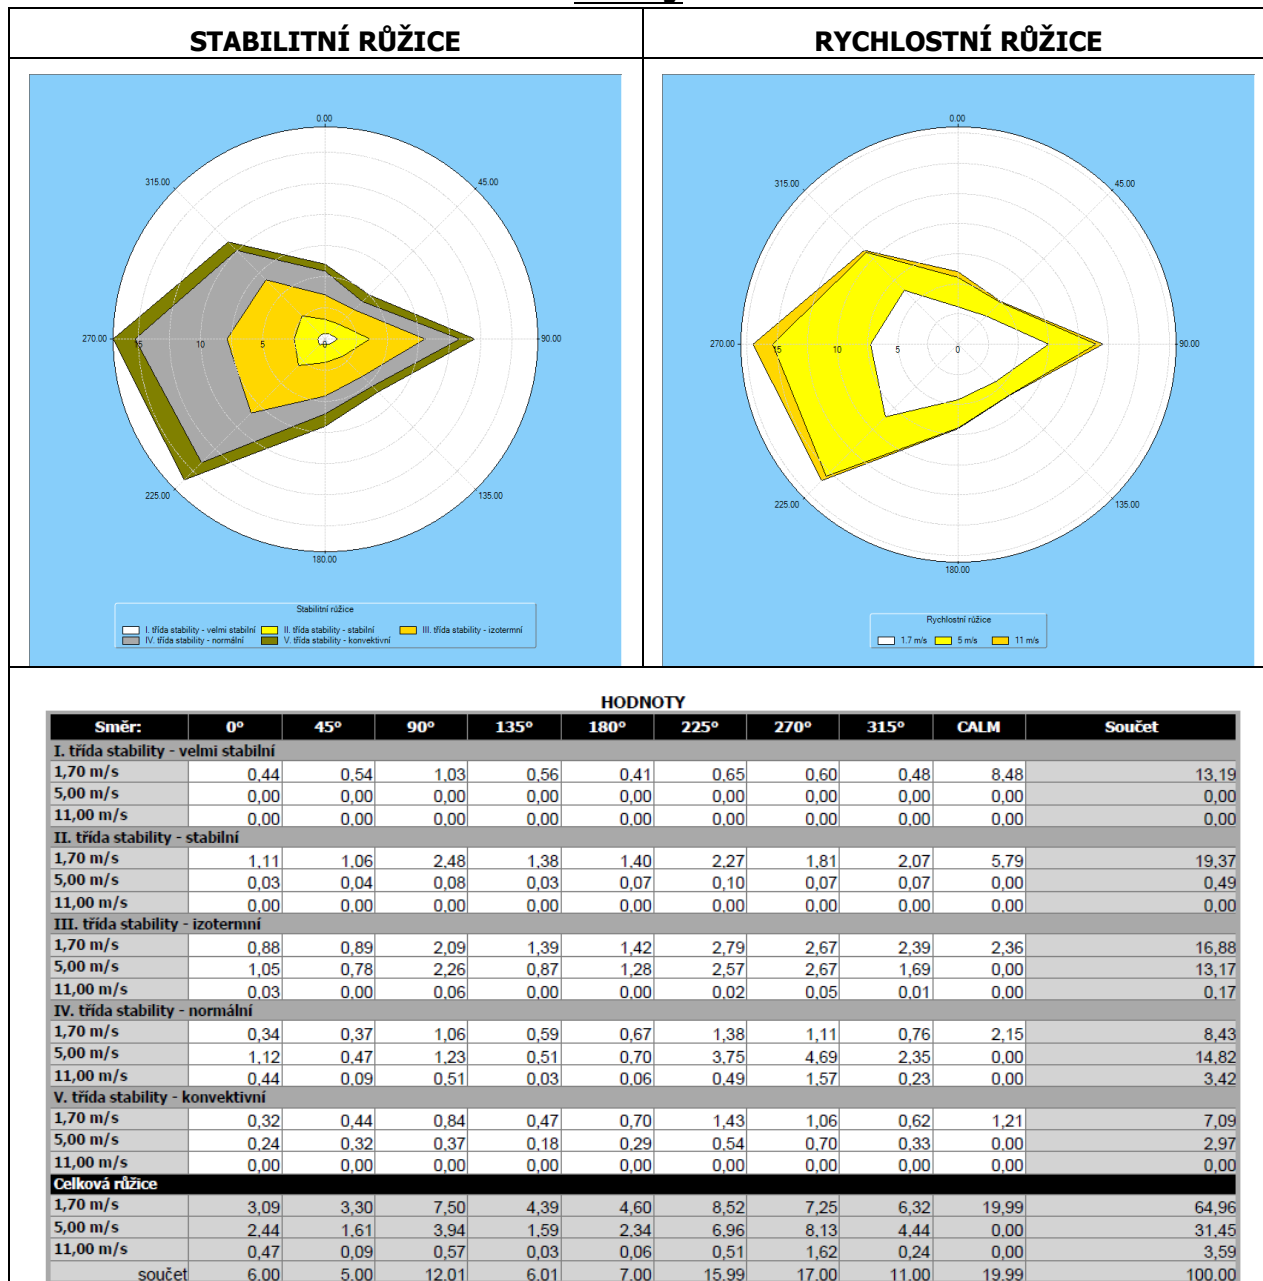 STABILITNÍ RŮŽICE
RYCHLOSTNÍ RŮŽICE
0.00
315.00 45.00
270.00 15 10 5 0 90.00
225.00 135.00
180.00
Stabilitní růžice
I. třída stability - velmi stabilní II. třída stability - stabilní III. třída stability - izotermní
IV. třída stability - normální V. třída stability - konvektivní
0.00
315.00 45.00
270.00 15 10 5 0 90.00
225.00 135.00
180.00
Rychlostní růžice
1.7 m/s 5 m/s 11 m/s
HODNOTY
Směr: 0° 45° 90° 135° 180° 225° 270° 315° CALM Součet
I. třída stability - velmi stabilní
1,70 m/s 0,44 0,54 1,03 0,56 0,41 0,65 0,60 0,48 8,48 13,19
5,00 m/s 0,00 0,00 0,00 0,00 0,00 0,00 0,00 0,00 0,00 0,00
11,00 m/s 0,00 0,00 0,00 0,00 0,00 0,00 0,00 0,00 0,00 0,00
II. třída stability - stabilní
1,70 m/s 1,11 1,06 2,48 1,38 1,40 2,27 1,81 2,07 5,79 19,37
5,00 m/s 0,03 0,04 0,08 0,03 0,07 0,10 0,07 0,07 0,00 0,49
11,00 m/s 0,00 0,00 0,00 0,00 0,00 0,00 0,00 0,00 0,00 0,00
III. třída stability - izotermní
1,70 m/s 0,88 0,89 2,09 1,39 1,42 2,79 2,67 2,39 2,36 16,88
5,00 m/s 1,05 0,78 2,26 0,87 1,28 2,57 2,67 1,69 0,00 13,17
11,00 m/s 0,03 0,00 0,06 0,00 0,00 0,02 0,05 0,01 0,00 0,17
IV. třída stability - normální
1,70 m/s 0,34 0,37 1,06 0,59 0,67 1,38 1,11 0,76 2,15 8,43
5,00 m/s 1,12 0,47 1,23 0,51 0,70 3,75 4,69 2,35 0,00 14,82
11,00 m/s 0,44 0,09 0,51 0,03 0,06 0,49 1,57 0,23 0,00 3,42
V. třída stability - konvektivní
1,70 m/s 0,32 0,44 0,84 0,47 0,70 1,43 1,06 0,62 1,21 7,09
5,00 m/s 0,24 0,32 0,37 0,18 0,29 0,54 0,70 0,33 0,00 2,97
11,00 m/s 0,00 0,00 0,00 0,00 0,00 0,00 0,00 0,00 0,00 0,00
Celková růžice
1,70 m/s 3,09 3,30 7,50 4,39 4,60 8,52 7,25 6,32 19,99 64,96
5,00 m/s 2,44 1,61 3,94 1,59 2,34 6,96 8,13 4,44 0,00 31,45
11,00 m/s 0,47 0,09 0,57 0,03 0,06 0,51 1,62 0,24 0,00 3,59
součet 6,00 5,00 12,01 6,01 7,00 15,99 17,00 11,00 19,99 100,00